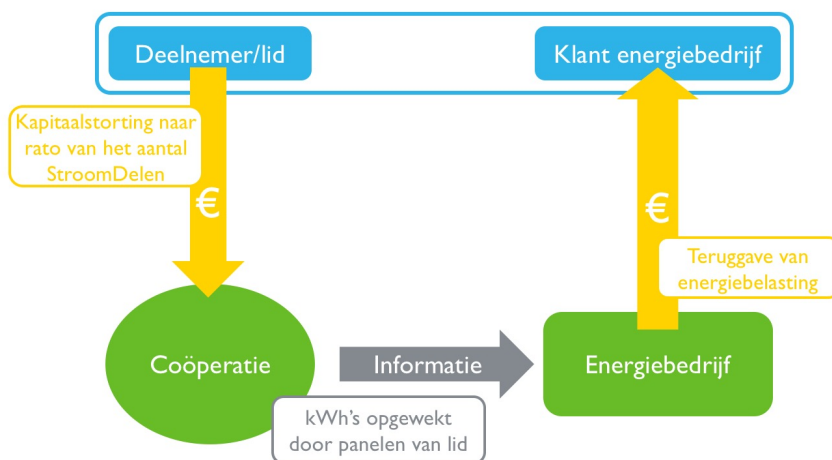 Deelnemer/lid
Klant energiebedrijf
Kapitaalstorting naar
rato van het aantal
StroomDelen
€
€
Teruggave van
energiebelasting
Coöperatie
Informatie
Energiebedrijf
kWh's opgewekt
door panelen van lid